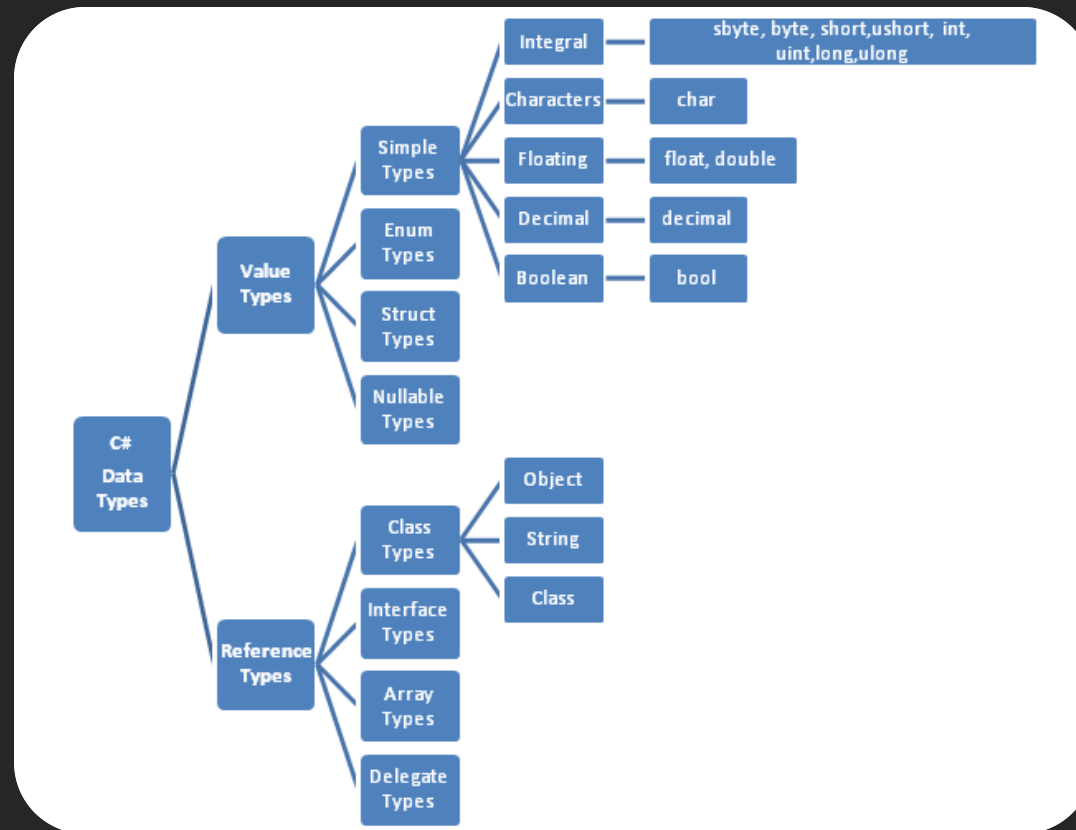 C#
Data
Types
Value
Types
Simple
Types
Integral
sbyte, byte, short,ushort, int,
uint,long,ulong
Characters
char
Floating
float, double
Decimal
decimal
Boolean
bool
Enum
Types
Struct
Types
Nullable
Types
Reference
Types
Class
Types
Object
String
Class
Interface
Types
Array
Types
Delegate
Types